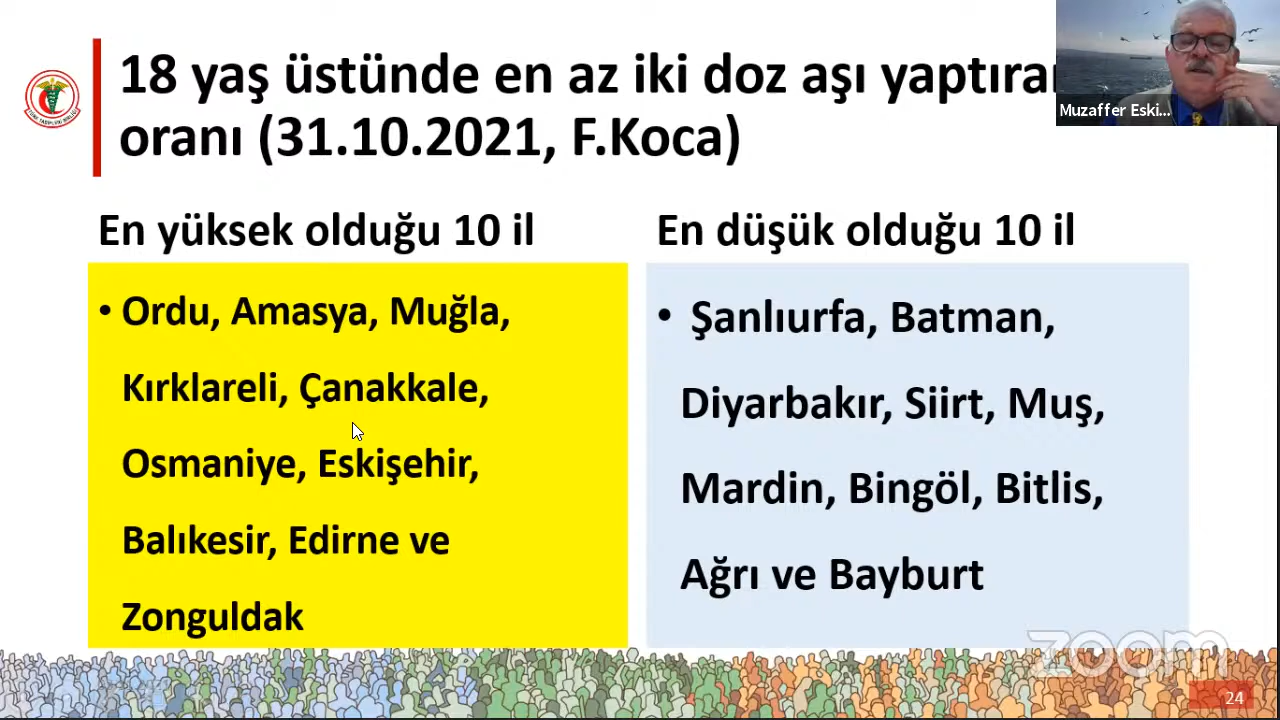 18 yaş üstünde en az iki doz aşı yaptıran
oranı (31.10.2021, F.Koca)
Muzaffer Eski...
En yüksek olduğu 10 il
• Ordu, Amasya, Muğla,
Kırklareli, Çanakkale,
Osmaniye, Eskişehir,
Balıkesir, Edirne ve
Zonguldak
En düşük olduğu 10 il
• Şanlıurfa, Batman,
Diyarbakır, Siirt, Muş,
Mardin, Bingöl, Bitlis,
Ağrı ve Bayburt
zoom
24